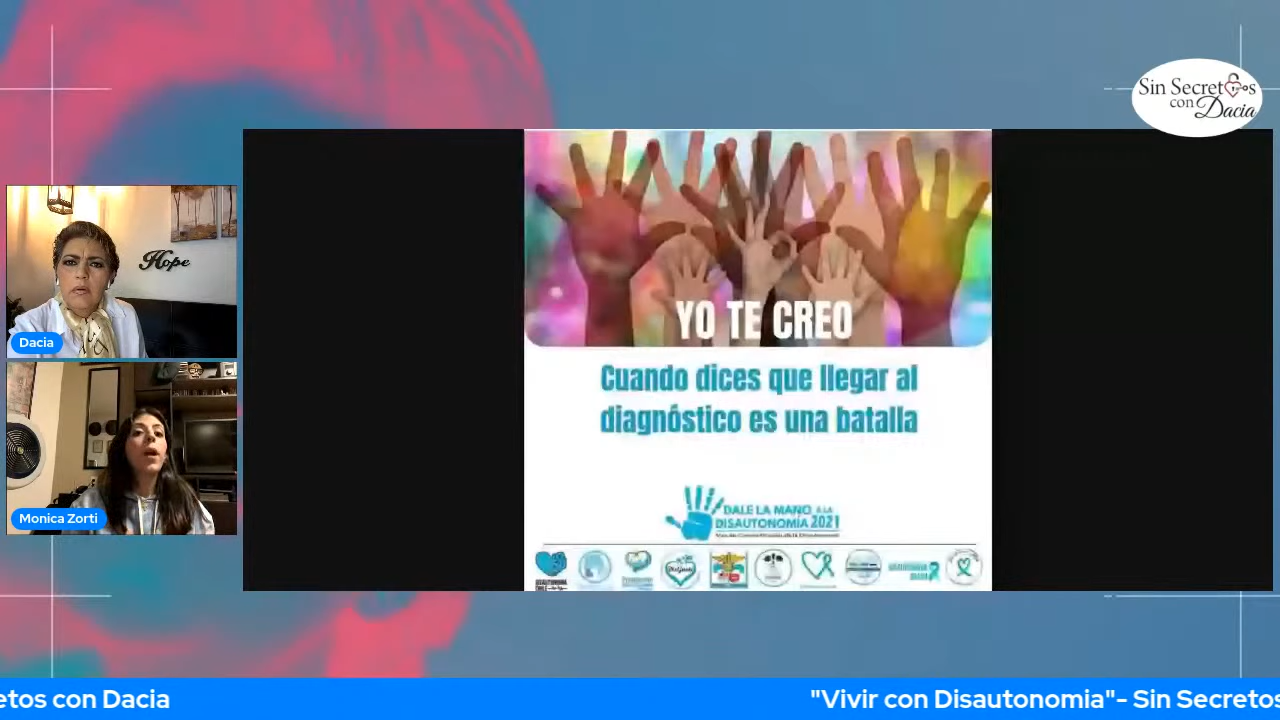 Sin Secretos
con Dacia
Hope
Dacia
Monica Zorti
YO TE CREO
Cuando dices que llegar al
diagnóstico es una batalla
DALE LA MANO A LA
DISAUTONOMÍA 2021
etos con Dacia
"Vivir con Disautonomia"- Sin Secretos